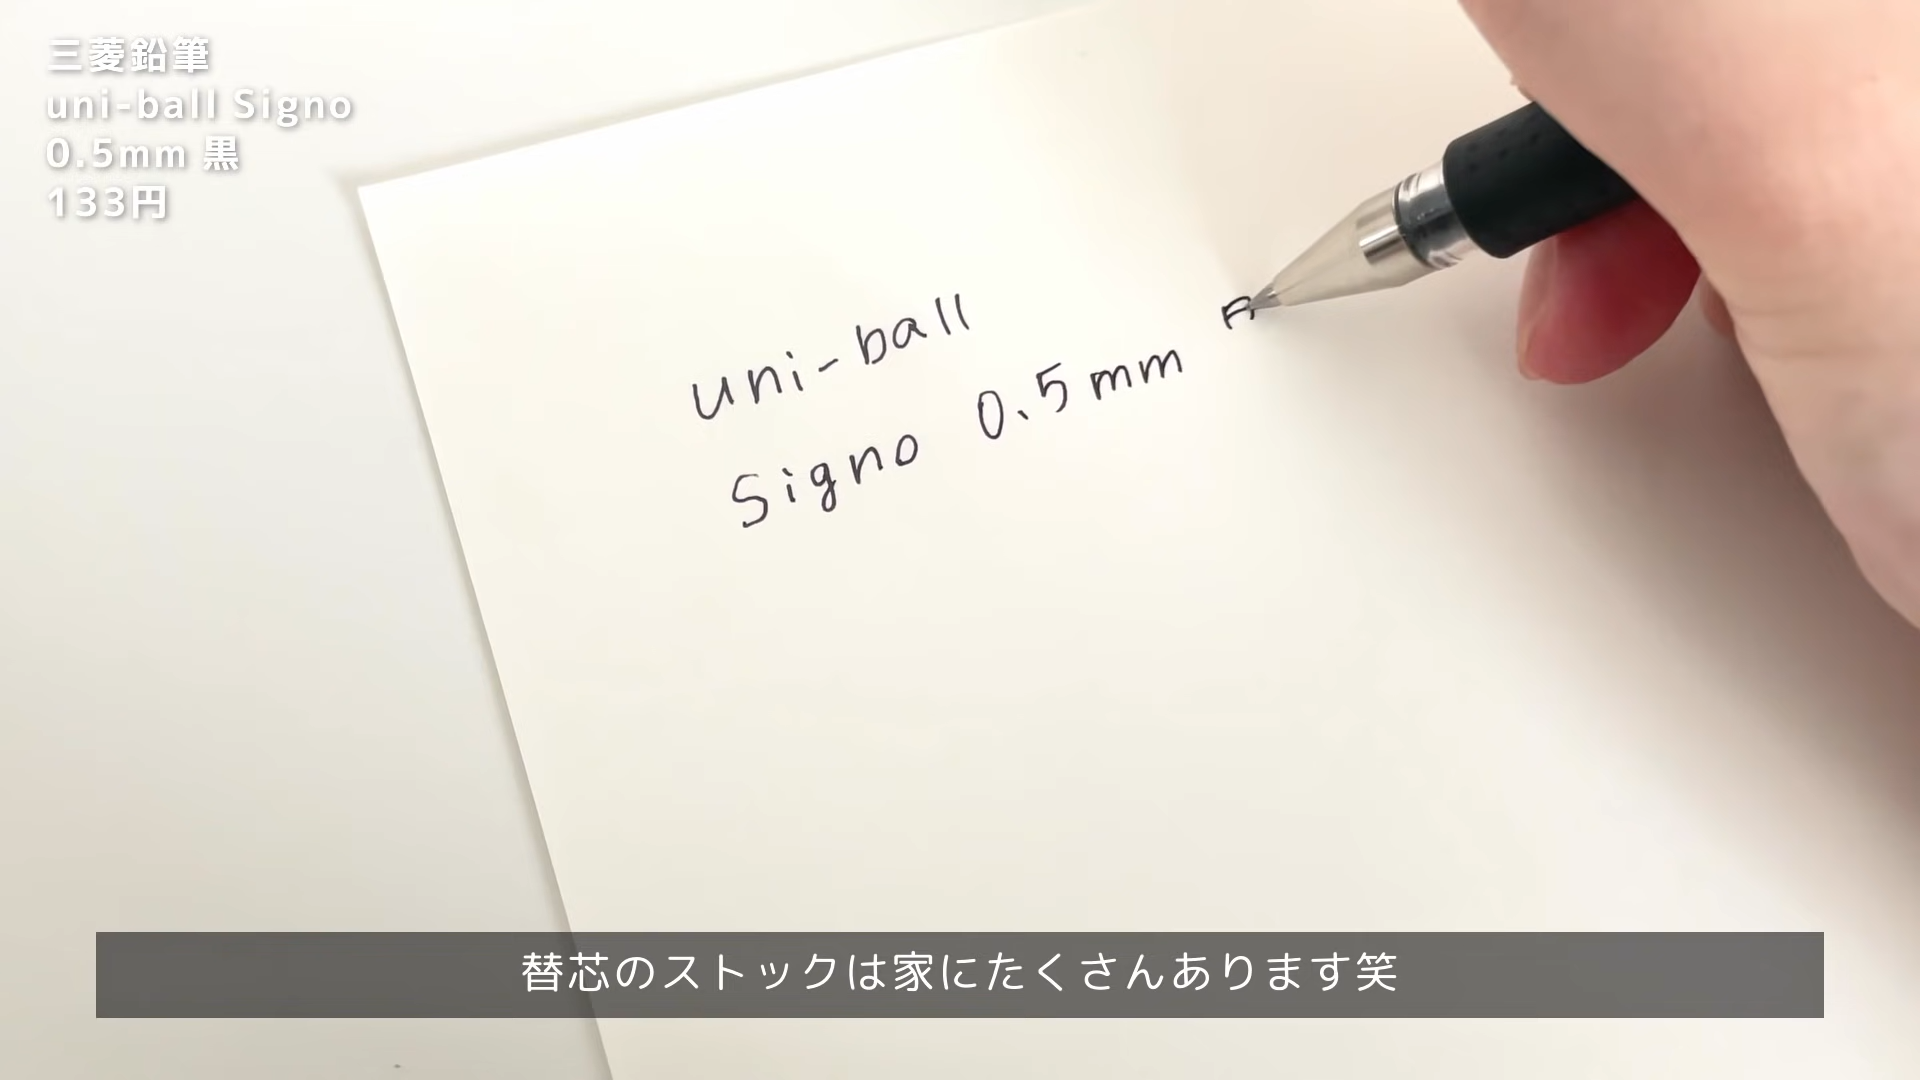 三菱鉛筆
uni-ball Signo
0.5mm 黒
133円
uni-ball
Signo 0.5mm
替芯のストックは家にたくさんあります笑